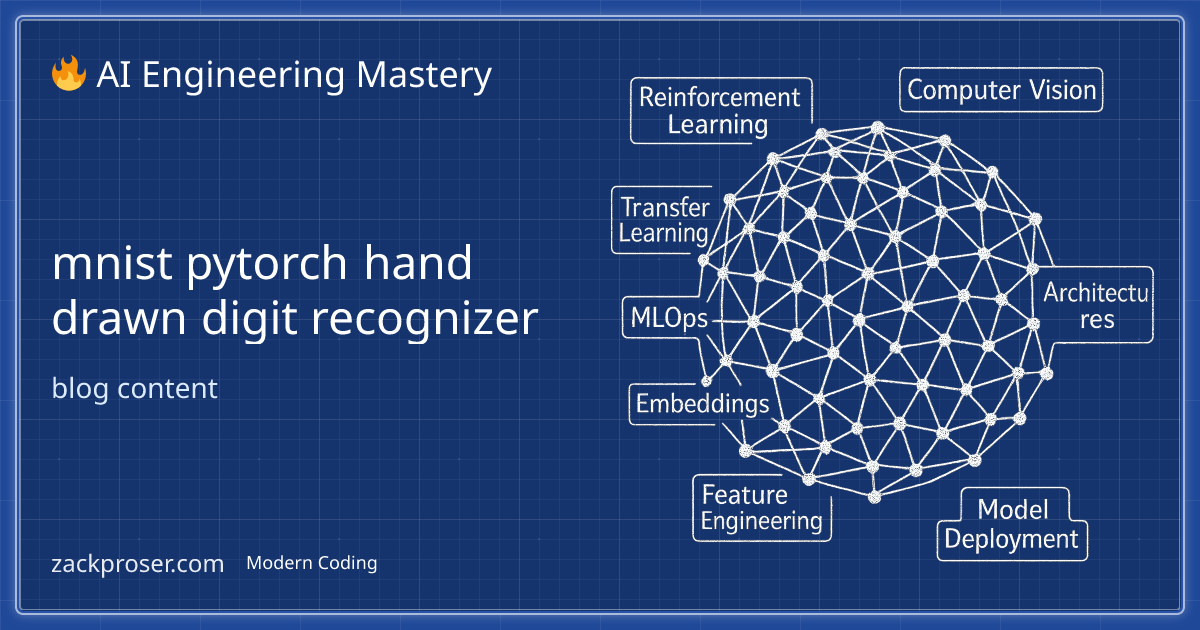 🔥 AI Engineering Mastery
mnist pytorch hand
drawn digit recognizer
blog content
zackproser.com
Modern Coding
Reinforcement
Learning
Computer Vision
Transfer
Learning
MLOps
Architectu
res
Embeddings
Feature
Engineering
Model
Deployment